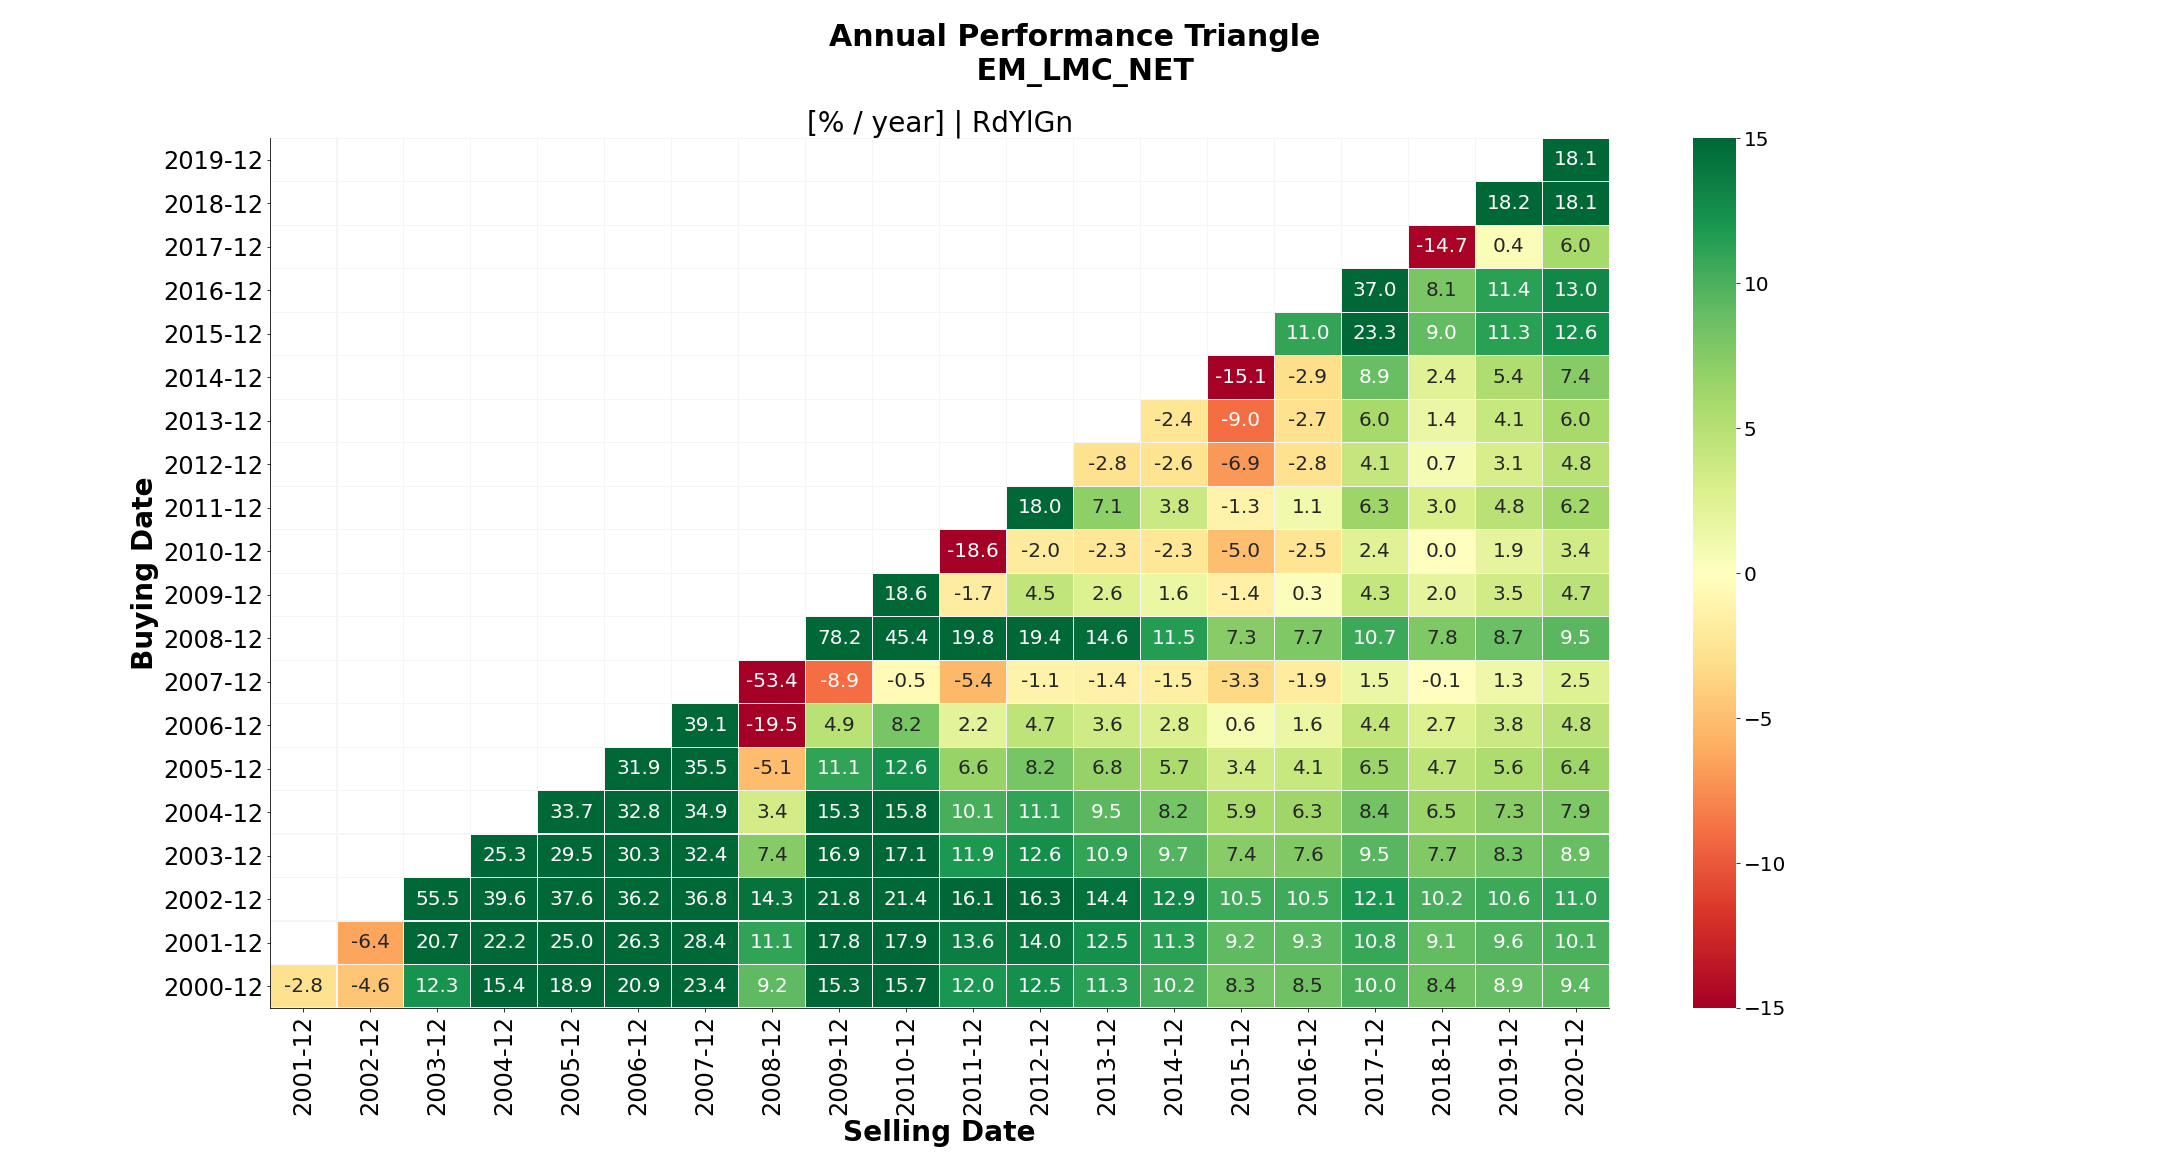 Annual Performance Triangle
EM_LMC_NET
[% / year] | RdYlGn
Buying Date
2019-12 18.1
2018-12 18.2 18.1
2017-12 -14.7 0.4 6.0
2016-12 37.0 8.1 11.4 13.0
2015-12 11.0 23.3 9.0 11.3 12.6
2014-12 -15.1 -2.9 8.9 2.4 5.4 7.4
2013-12 -2.4 -9.0 -2.7 6.0 1.4 4.1 6.0
2012-12 -2.8 -2.6 -6.9 -2.8 4.1 0.7 3.1 4.8
2011-12 18.0 7.1 3.8 -1.3 1.1 6.3 3.0 4.8 6.2
2010-12 -18.6 -2.0 -2.3 -2.3 -5.0 -2.5 2.4 0.0 1.9 3.4
2009-12 18.6 -1.7 4.5 2.6 1.6 -1.4 0.3 4.3 2.0 3.5 4.7
2008-12 78.2 45.4 19.8 19.4 14.6 11.5 7.3 7.7 10.7 7.8 8.7 9.5
2007-12 -53.4 -8.9 -0.5 -5.4 -1.1 -1.4 -1.5 -3.3 -1.9 1.5 -0.1 1.3 2.5
2006-12 39.1 -19.5 4.9 8.2 2.2 4.7 3.6 2.8 0.6 1.6 4.4 2.7 3.8 4.8
2005-12 31.9 35.5 -5.1 11.1 12.6 6.6 8.2 6.8 5.7 3.4 4.1 6.5 4.7 5.6 6.4
2004-12 33.7 32.8 34.9 3.4 15.3 15.8 10.1 11.1 9.5 8.2 5.9 6.3 8.4 6.5 7.3 7.9
2003-12 25.3 29.5 30.3 32.4 7.4 16.9 17.1 11.9 12.6 10.9 9.7 7.4 7.6 9.5 7.7 8.3 8.9
2002-12 55.5 39.6 37.6 36.2 36.8 14.3 21.8 21.4 16.1 16.3 14.4 12.9 10.5 10.5 12.1 10.2 10.6 11.0
2001-12 -6.4 20.7 22.2 25.0 26.3 28.4 11.1 17.8 17.9 13.6 14.0 12.5 11.3 9.2 9.3 10.8 9.1 9.6 10.1
2000-12 -2.8 -4.6 12.3 15.4 18.9 20.9 23.4 9.2 15.3 15.7 12.0 12.5 11.3 10.2 8.3 8.5 10.0 8.4 8.9 9.4
2001-12 2002-12 2003-12 2004-12 2005-12 2006-12 2007-12 2008-12 2009-12 2010-12 2011-12 2012-12 2013-12 2014-12 2015-12 2016-12 2017-12 2018-12 2019-12 2020-12
Selling Date
15
10
5
0
−5
−10
−15